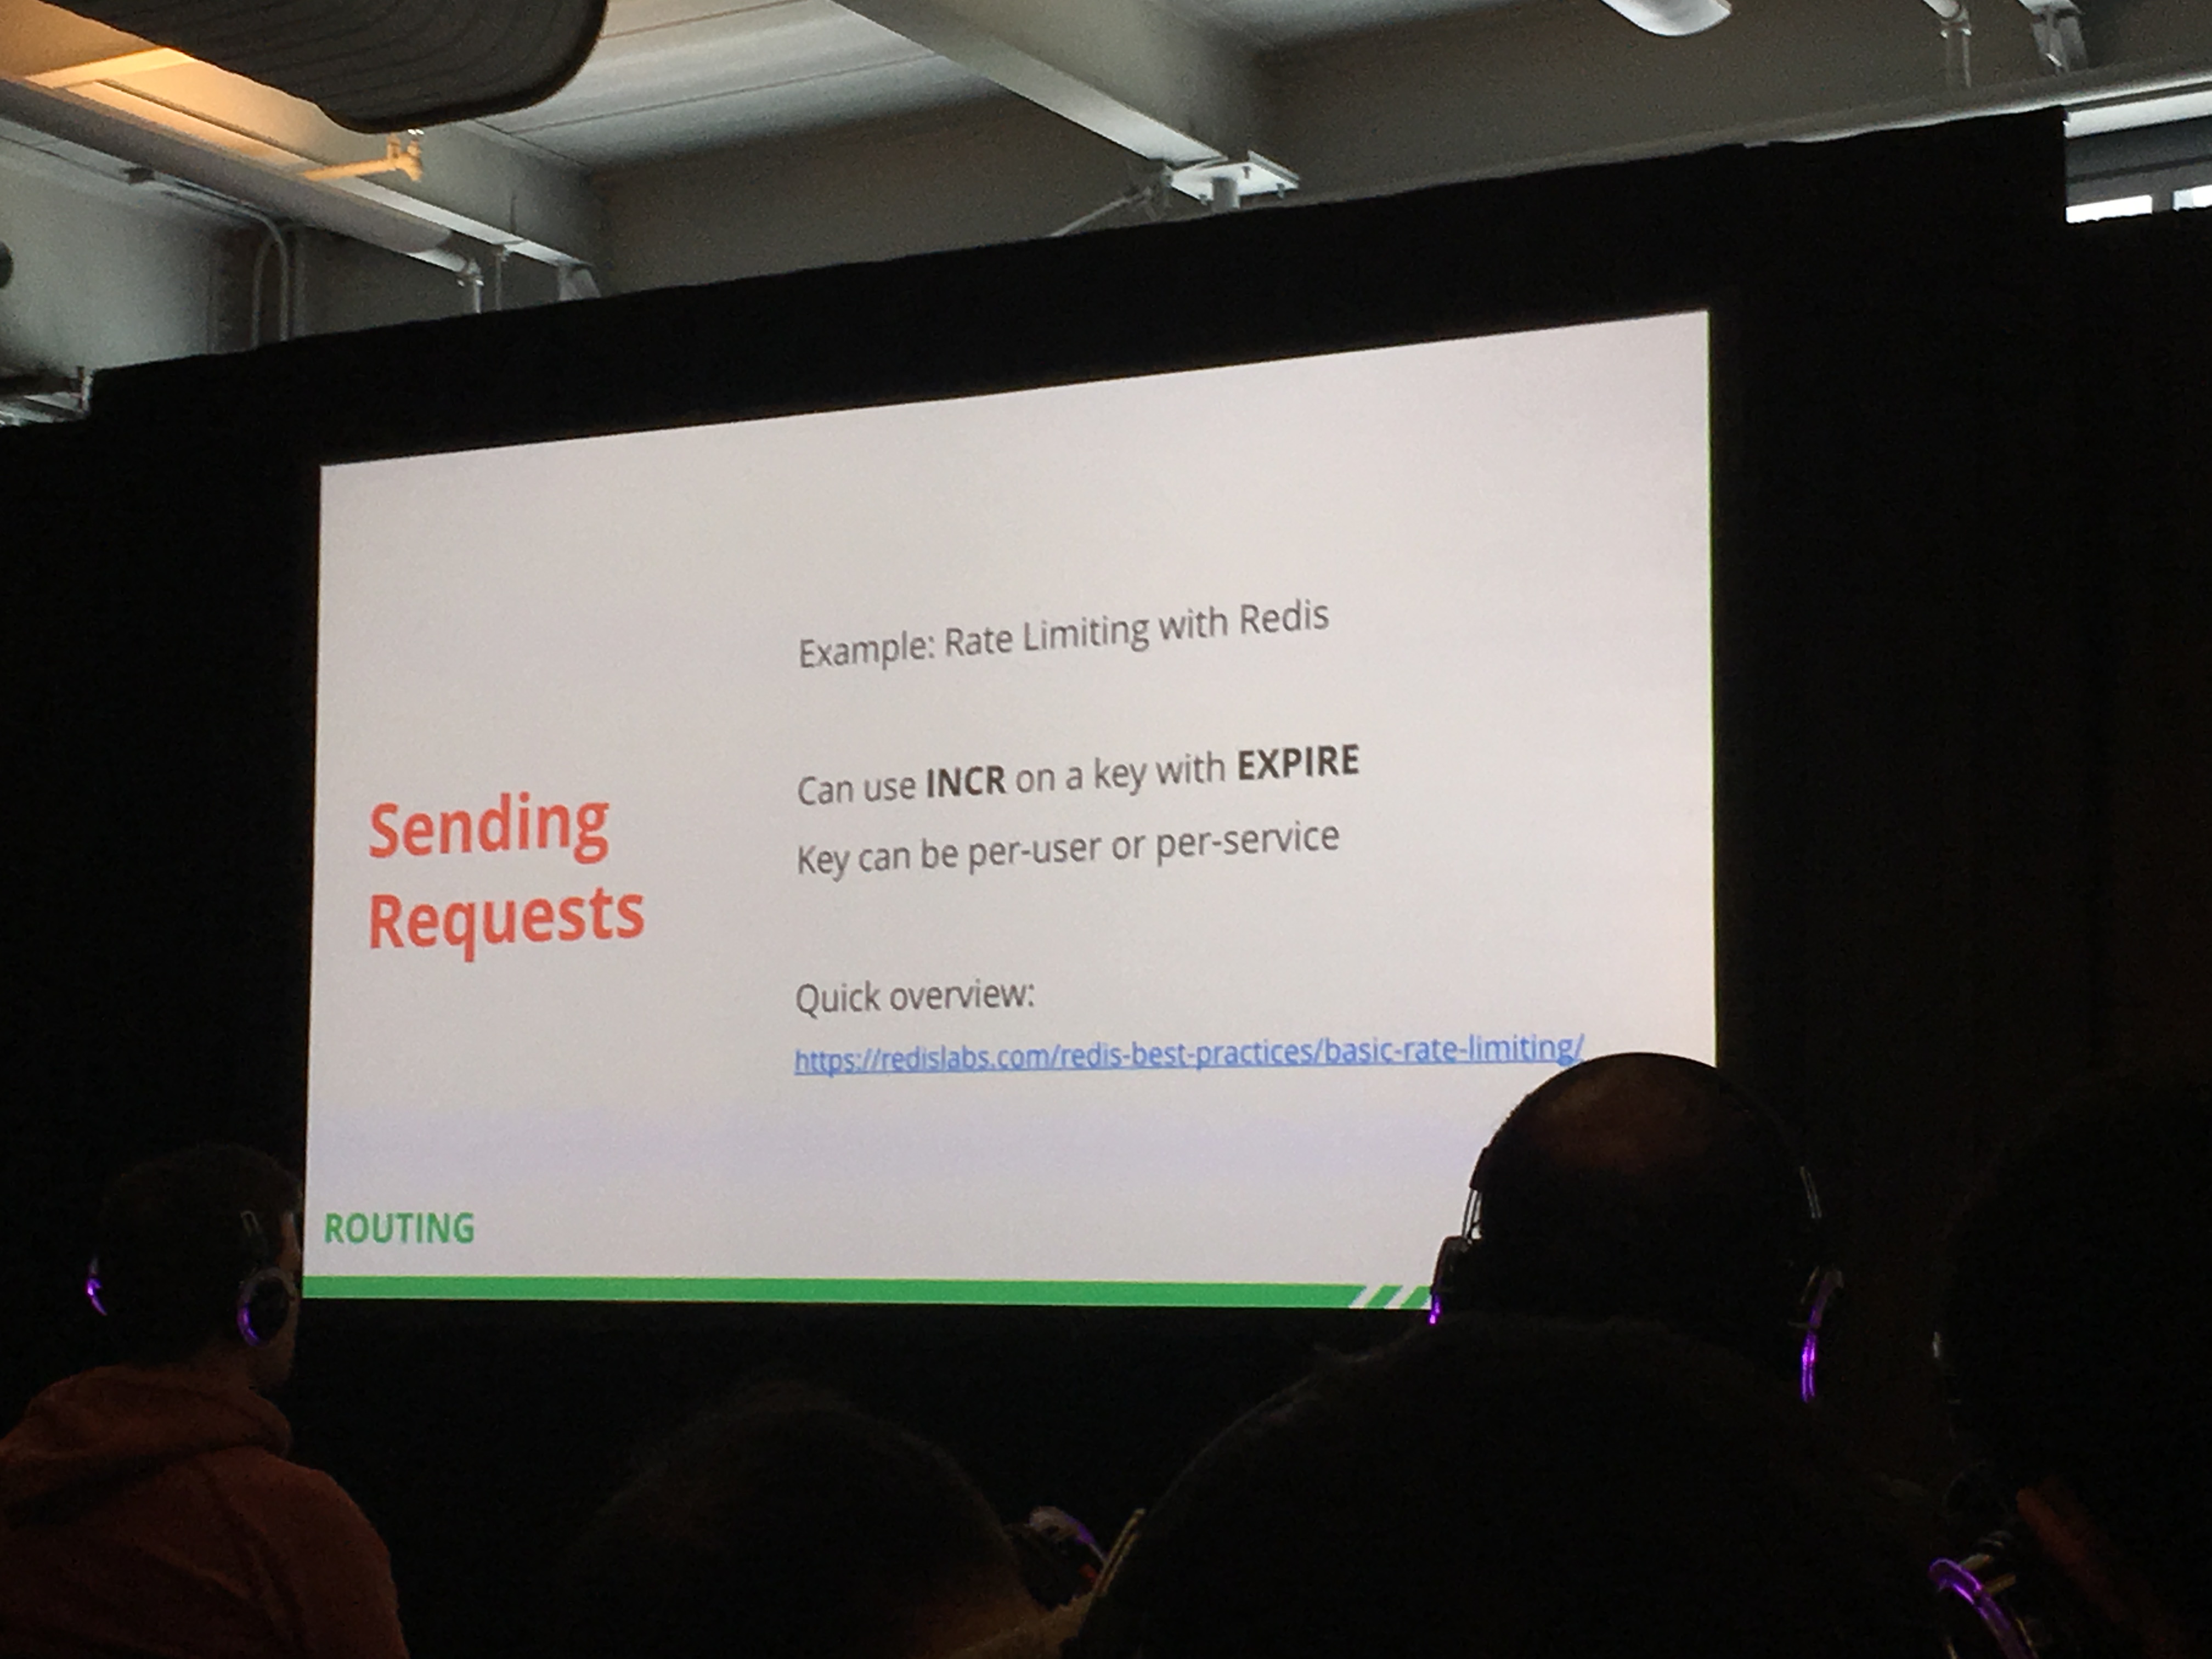 Sending
Requests
Example: Rate Limiting with Redis
Can use INCR on a key with EXPIRE
Key can be per-user or per-service
Quick overview:
https://redislabs.com/redis-best-practices/basic-rate-limiting/
ROUTING